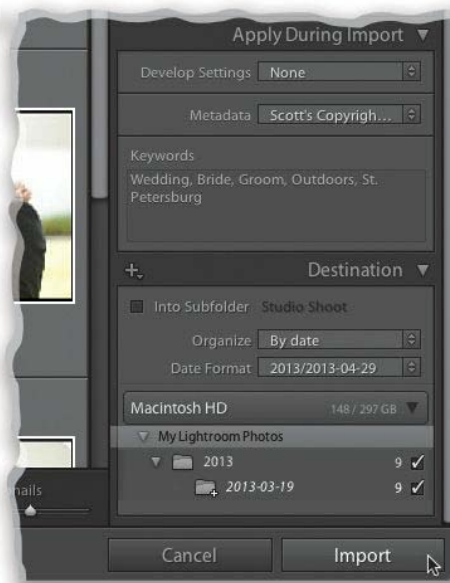 Apply During Import
Develop Settings None
Metadata Scott's Copyrigh...
Keywords
Wedding, Bride, Groom, Outdoors, St.
Petersburg
Destination
Into Subfolder Studio Shoot
Organize By date
Date Format 2013/2013-04-29
Macintosh HD 148 / 297 GB
My Lightroom Photos
2013 9
2013-03-19 9
nails
Cancel Import